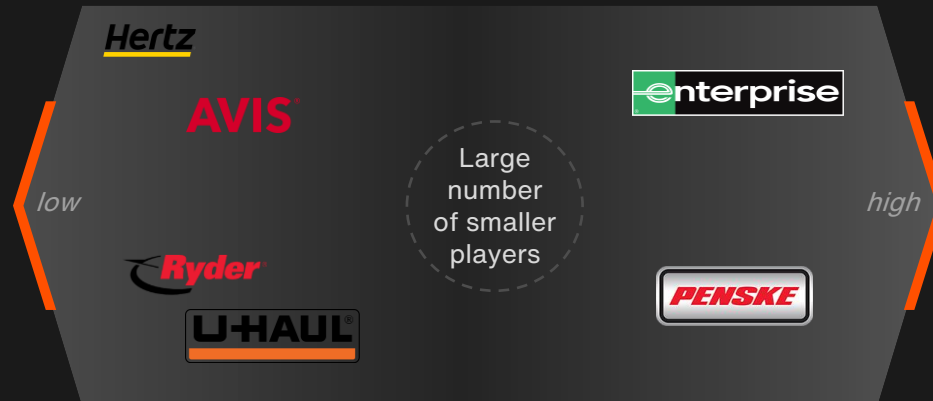 Hertz
AVIS
enterprise
Large
number
of smaller
players
low
high
Ryder
PENSKE
U-HAUL®